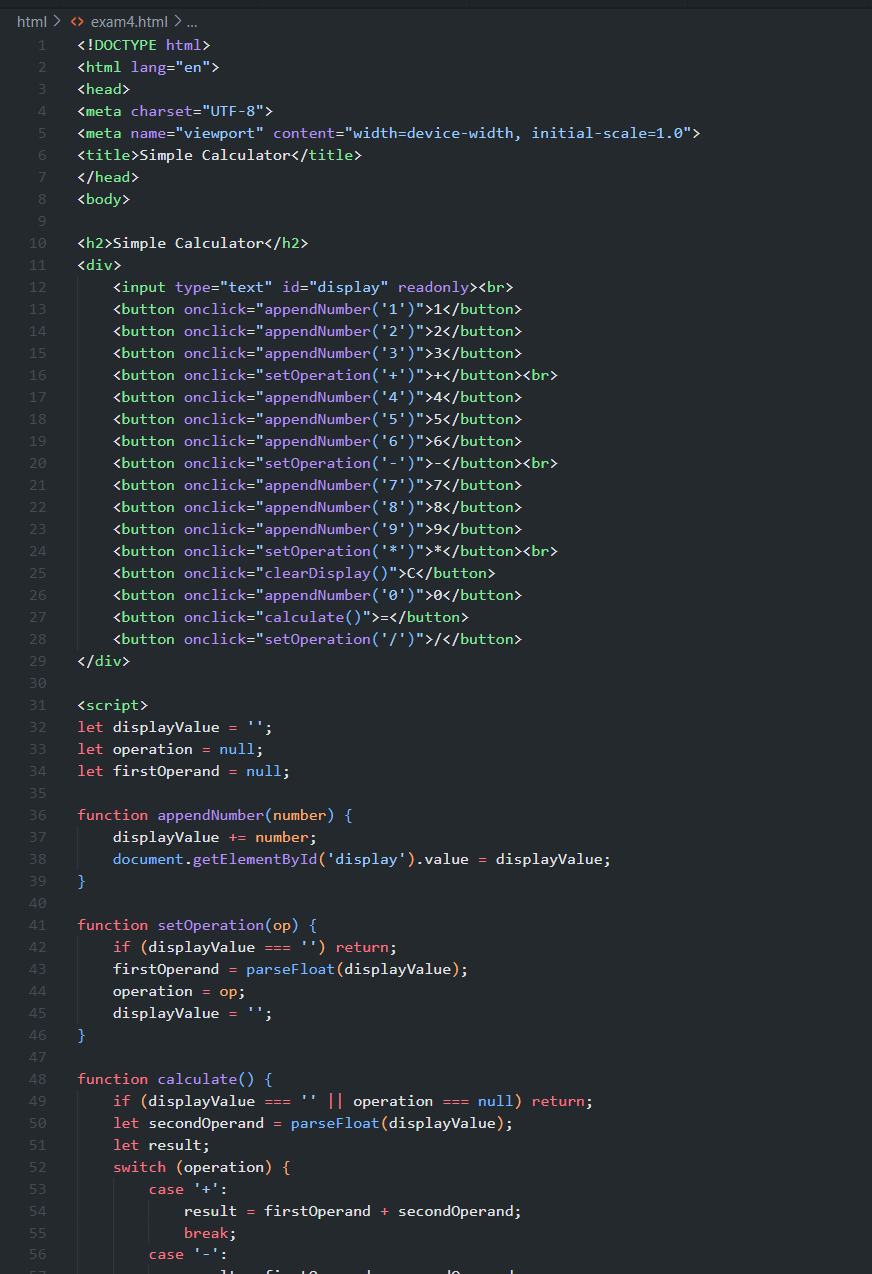 html > <> exam4.html > ...
1 <!DOCTYPE html>
2 <html lang="en">
3 <head>
4 <meta charset="UTF-8">
5 <meta name="viewport" content="width=device-width, initial-scale=1.0">
6 <title>Simple Calculator</title>
7 </head>
8 <body>
9
10 <h2>Simple Calculator</h2>
11 <div>
12     <input type="text" id="display" readonly><br>
13     <button onclick="appendNumber('1')">1</button>
14     <button onclick="appendNumber('2')">2</button>
15     <button onclick="appendNumber('3')">3</button>
16     <button onclick="setOperation('+')">+</button><br>
17     <button onclick="appendNumber('4')">4</button>
18     <button onclick="appendNumber('5')">5</button>
19     <button onclick="appendNumber('6')">6</button>
20     <button onclick="setOperation('-')">-</button><br>
21     <button onclick="appendNumber('7')">7</button>
22     <button onclick="appendNumber('8')">8</button>
23     <button onclick="appendNumber('9')">9</button>
24     <button onclick="setOperation('*')">*</button><br>
25     <button onclick="clearDisplay()">C</button>
26     <button onclick="appendNumber('0')">0</button>
27     <button onclick="calculate()">=</button>
28     <button onclick="setOperation('/')">/</button>
29 </div>
30
31 <script>
32 let displayValue = '';
33 let operation = null;
34 let firstOperand = null;
35
36 function appendNumber(number) {
37     displayValue += number;
38     document.getElementById('display').value = displayValue;
39 }
40
41 function setOperation(op) {
42     if (displayValue === '') return;
43     firstOperand = parseFloat(displayValue);
44     operation = op;
45     displayValue = '';
46 }
47
48 function calculate() {
49     if (displayValue === '' || operation === null) return;
50     let secondOperand = parseFloat(displayValue);
51     let result;
52     switch (operation) {
53         case '+':
54             result = firstOperand + secondOperand;
55             break;
56         case '-':